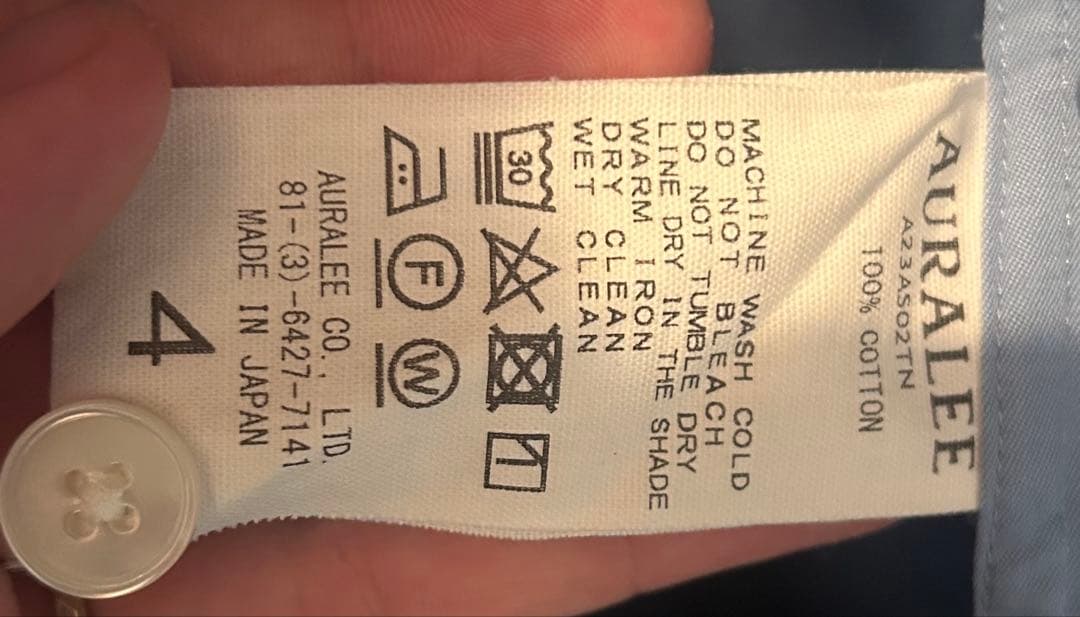 AURALEE
A23AS02TN
100% COTTON
MACHINE WASH COLD
DO NOT BLEACH
DO NOT TUMBLE DRY
LINE DRY IN THE SHADE
WARM IRON
DRY CLEAN
WET CLEAN
30
F W
AURALEE CO., LTD.
81-(3)-6427-7141
MADE IN JAPAN
4